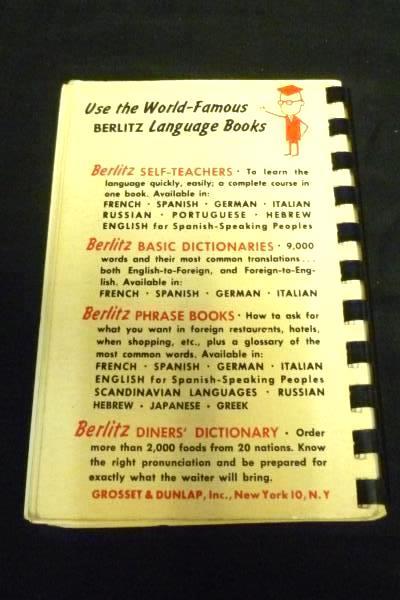 Use the World-Famous
BERLITZ Language Books
Berlitz SELF-TEACHERS · To learn the
language quickly, easily; a complete course in
one book. Available in:
FRENCH · SPANISH · GERMAN · ITALIAN
RUSSIAN · PORTUGUESE · HEBREW
ENGLISH for Spanish-Speaking Peoples
Berlitz BASIC DICTIONARIES · 9,000
words and their most common translations...
both English-to-Foreign, and Foreign-to-Eng-
lish. Available in:
FRENCH · SPANISH · GERMAN · ITALIAN
Berlitz PHRASE BOOKS · How to ask for
what you want in foreign restaurants, hotels,
when shopping, etc., plus a glossary of the
most common words. Available in:
FRENCH · SPANISH · GERMAN · ITALIAN
ENGLISH for Spanish-Speaking Peoples
SCANDINAVIAN LANGUAGES · RUSSIAN
HEBREW · JAPANESE · GREEK
Berlitz DINERS' DICTIONARY · Order
more than 2,000 foods from 20 nations. Know
the right pronunciation and be prepared for
exactly what the waiter will bring.
GROSSET & DUNLAP, Inc., New York 10, N. Y